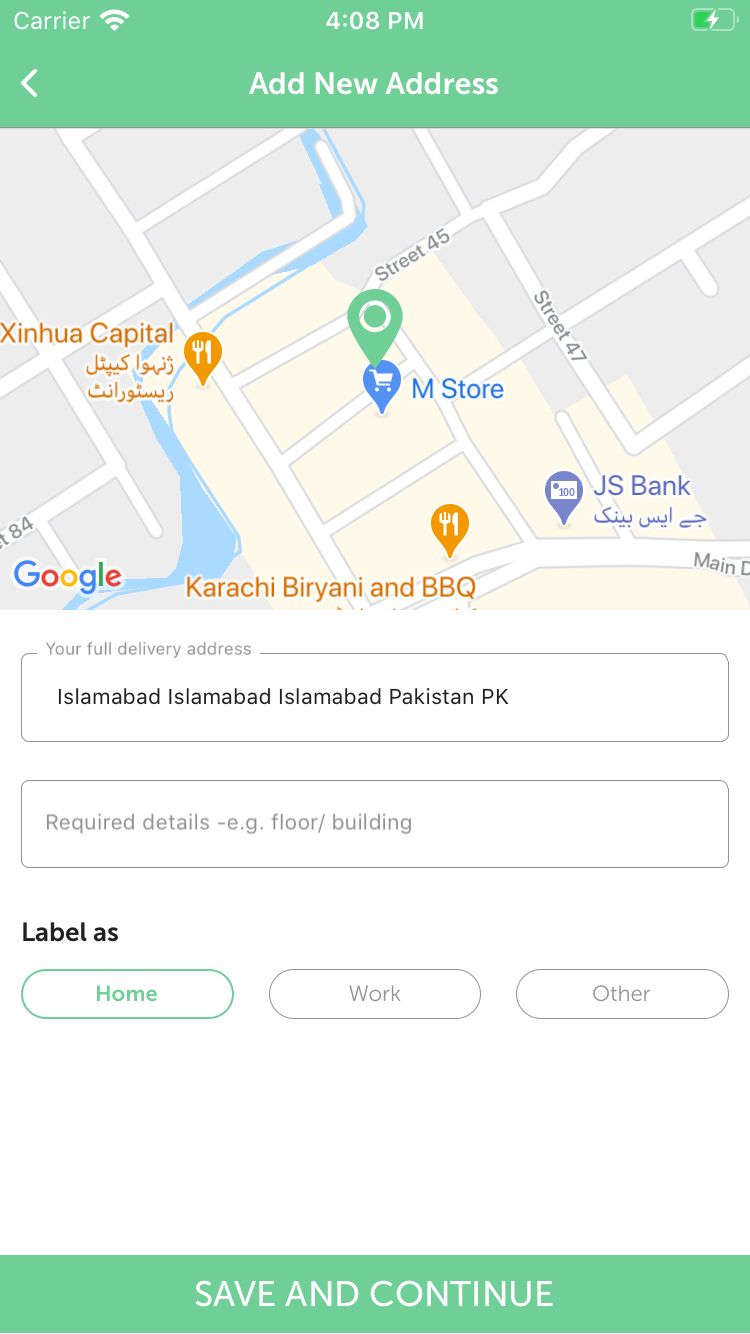 Carrier
4:08 PM
Add New Address
Street 45
Street 47
Xinhua Capital
ژنہوا کیپٹل
ریسٹورانٹ
M Store
100
JS Bank
جے ایس بینک
84
Main D
Google
Karachi Biryani and BBQ
Your full delivery address
Islamabad Islamabad Islamabad Pakistan PK
Required details -e.g. floor/ building
Label as
Home
Work
Other
SAVE AND CONTINUE